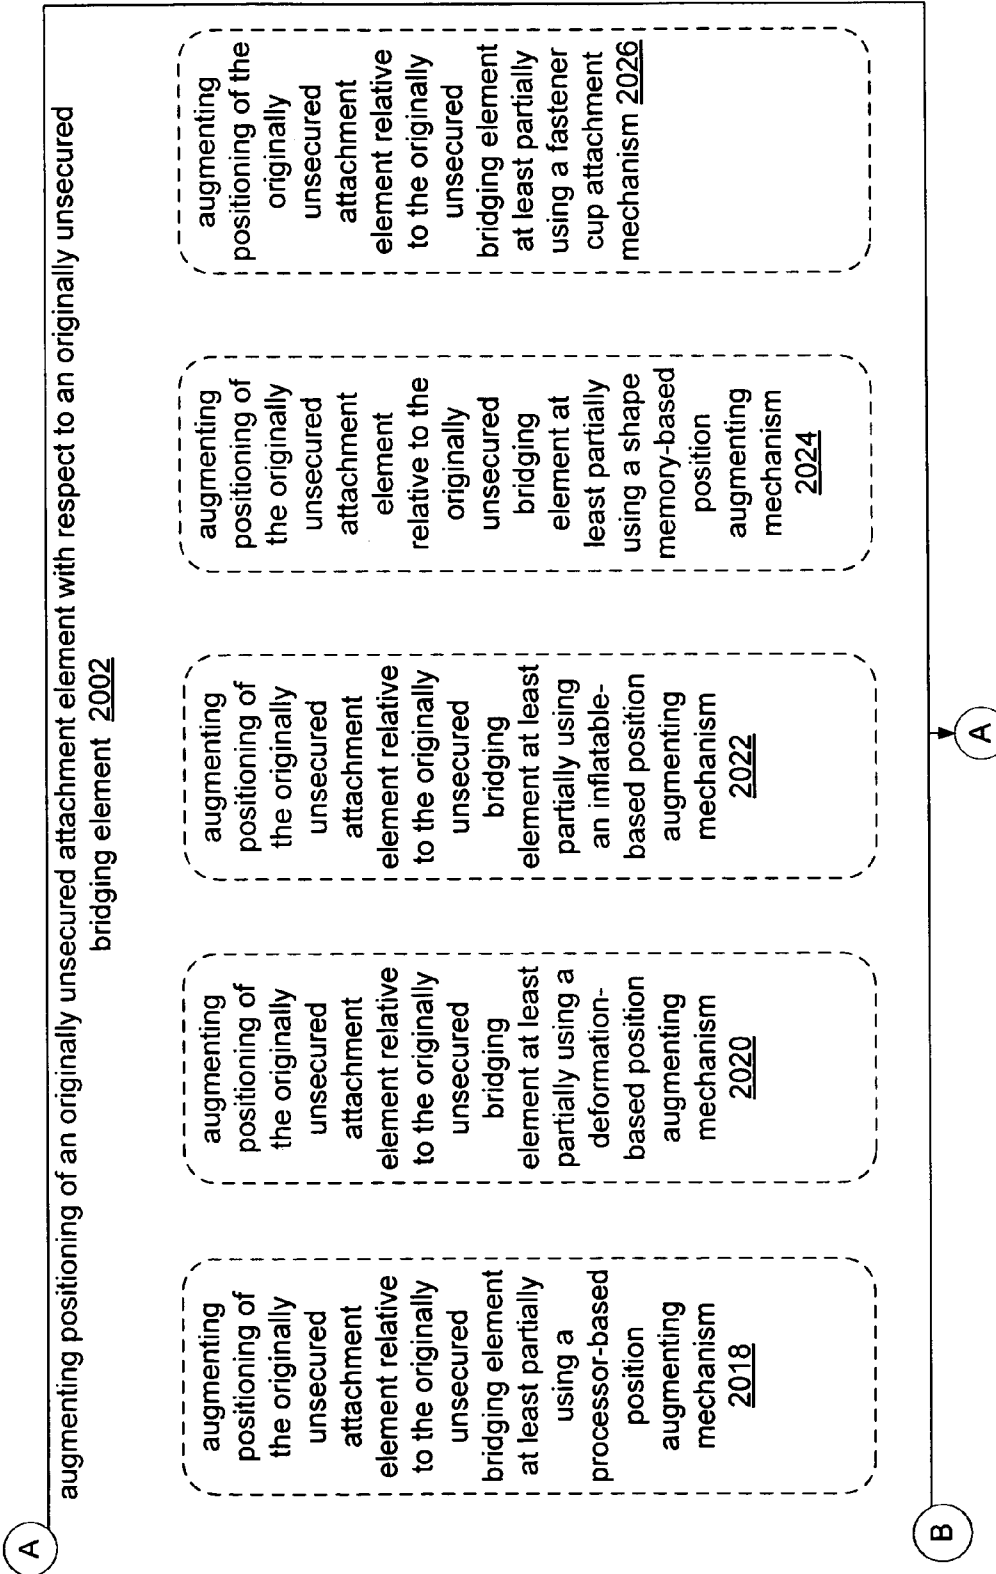 A
augmenting positioning of an originally unsecured attachment element with respect to an originally unsecured
bridging element 2002
augmenting
positioning of
the originally
unsecured
attachment
element relative
to the originally
unsecured
bridging element
at least partially
using a
processor-based
position
augmenting
mechanism
2018
augmenting
positioning of
the originally
unsecured
attachment
element relative
to the originally
unsecured
bridging
element at least
partially using a
deformation-
based position
augmenting
mechanism
2020
augmenting
positioning of
the originally
unsecured
attachment
element relative
to the originally
unsecured
bridging
element at least
partially using
an inflatable-
based position
augmenting
mechanism
2022
augmenting
positioning of
the originally
unsecured
attachment
element
relative to the
originally
unsecured
bridging
element at
least partially
using a shape
memory-based
position
augmenting
mechanism
2024
augmenting
positioning of the
originally
unsecured
attachment
element relative
to the originally
unsecured
bridging element
at least partially
using a fastener
cup attachment
mechanism 2026
B
A